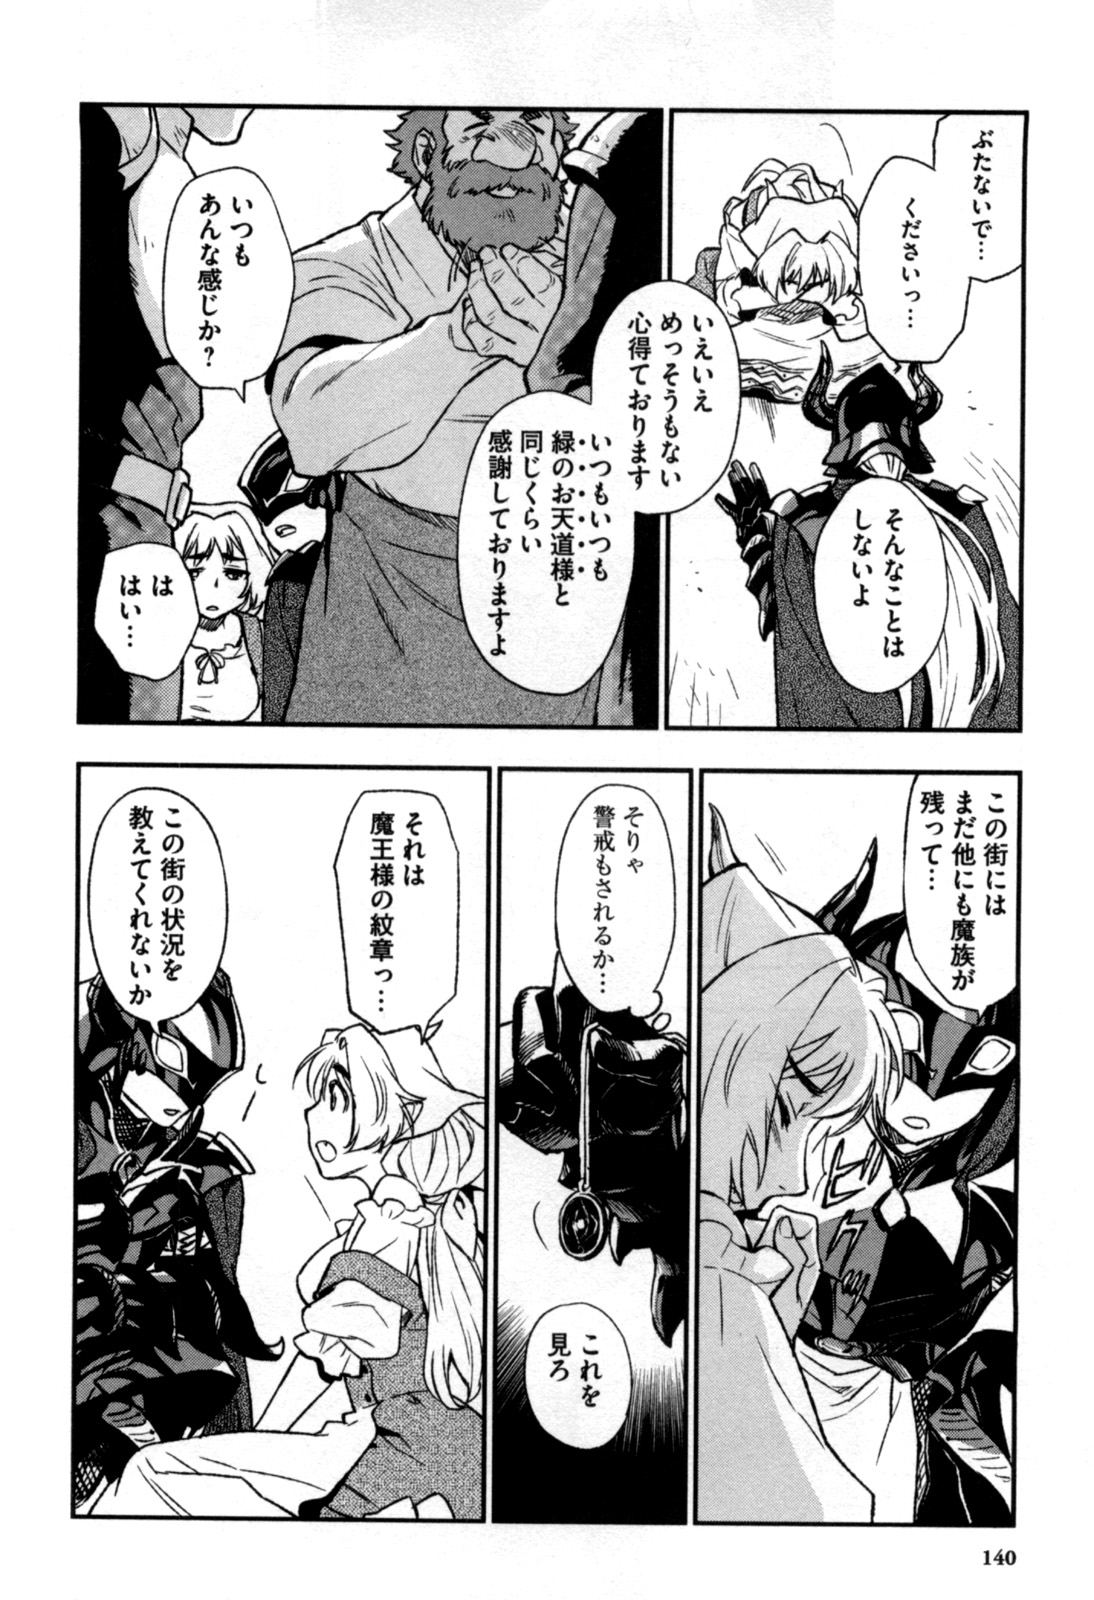 ぶたないで…
くださいっ…
そんなことは
しないよ
いえいえ
めっそうもない
心得ております
いつもいつも
緑のお天道様と
同じくらい
感謝しておりますよ
いつも
あんな感じか？
は
はい…
この街には
まだ他にも魔族が
残って…
ビクッ
そりゃ
警戒もされるか…
これを
見ろ
それは
魔王様の紋章っ…
この街の状況を
教えてくれないか
140